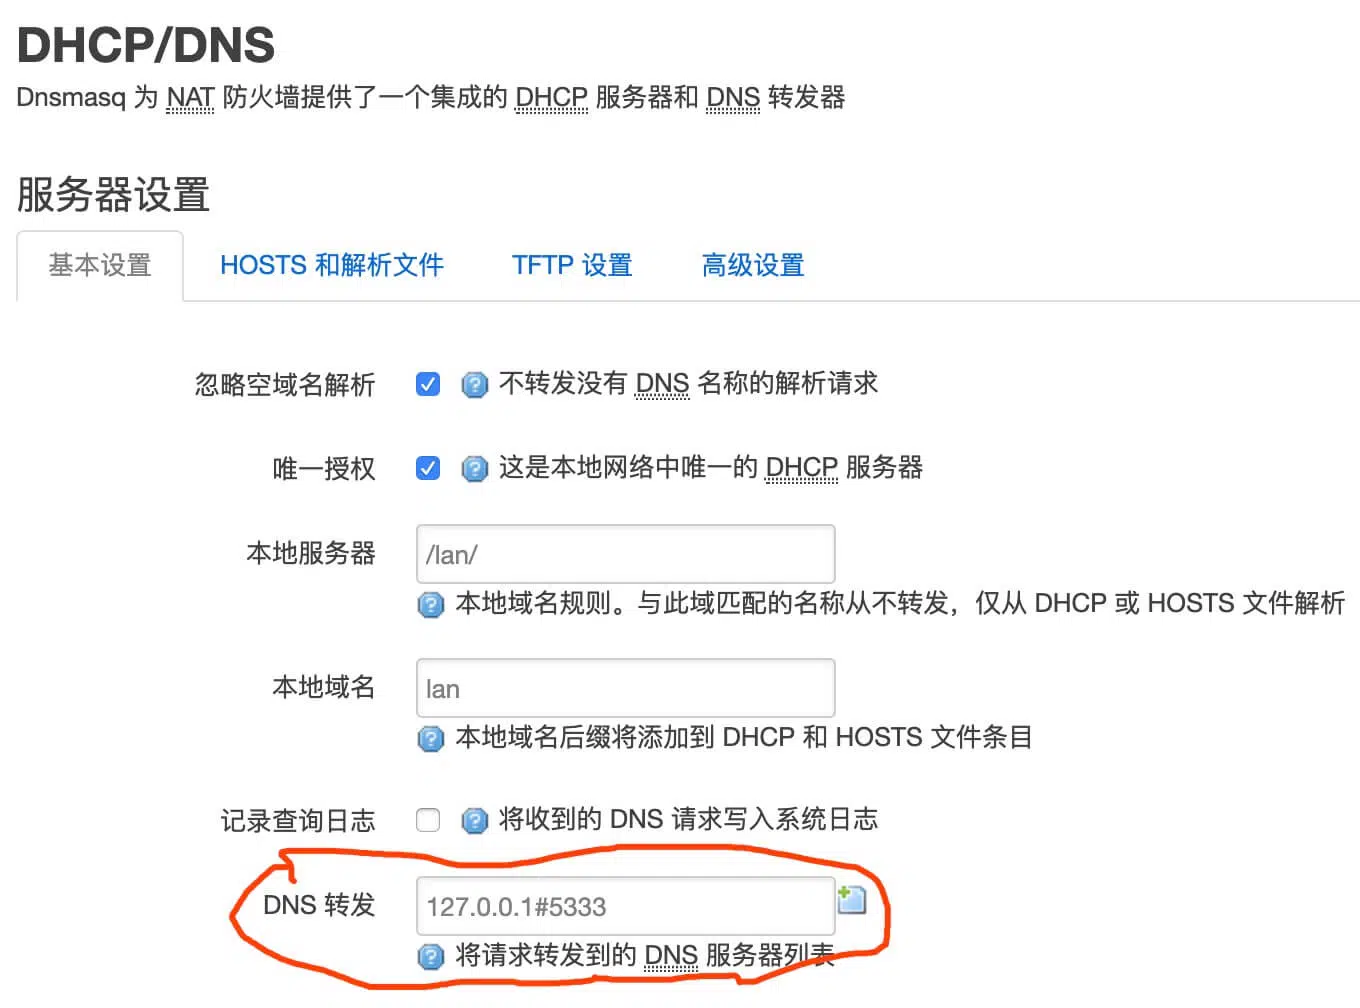 DHCP/DNS
Dnsmasq 为 NAT 防火墙提供了一个集成的 DHCP 服务器和 DNS 转发器
服务器设置
基本设置 HOSTS 和解析文件 TFTP 设置 高级设置
忽略空域名解析 不转发没有 DNS 名称的解析请求
唯一授权 这是本地网络中唯一的 DHCP 服务器
本地服务器 /lan/
本地域名规则。与此域匹配的名称从不转发，仅从 DHCP 或 HOSTS 文件解析
本地域名 lan
本地域名后缀将添加到 DHCP 和 HOSTS 文件条目
记录查询日志 将收到的 DNS 请求写入系统日志
DNS 转发 127.0.0.1#5333
将请求转发到的 DNS 服务器列表